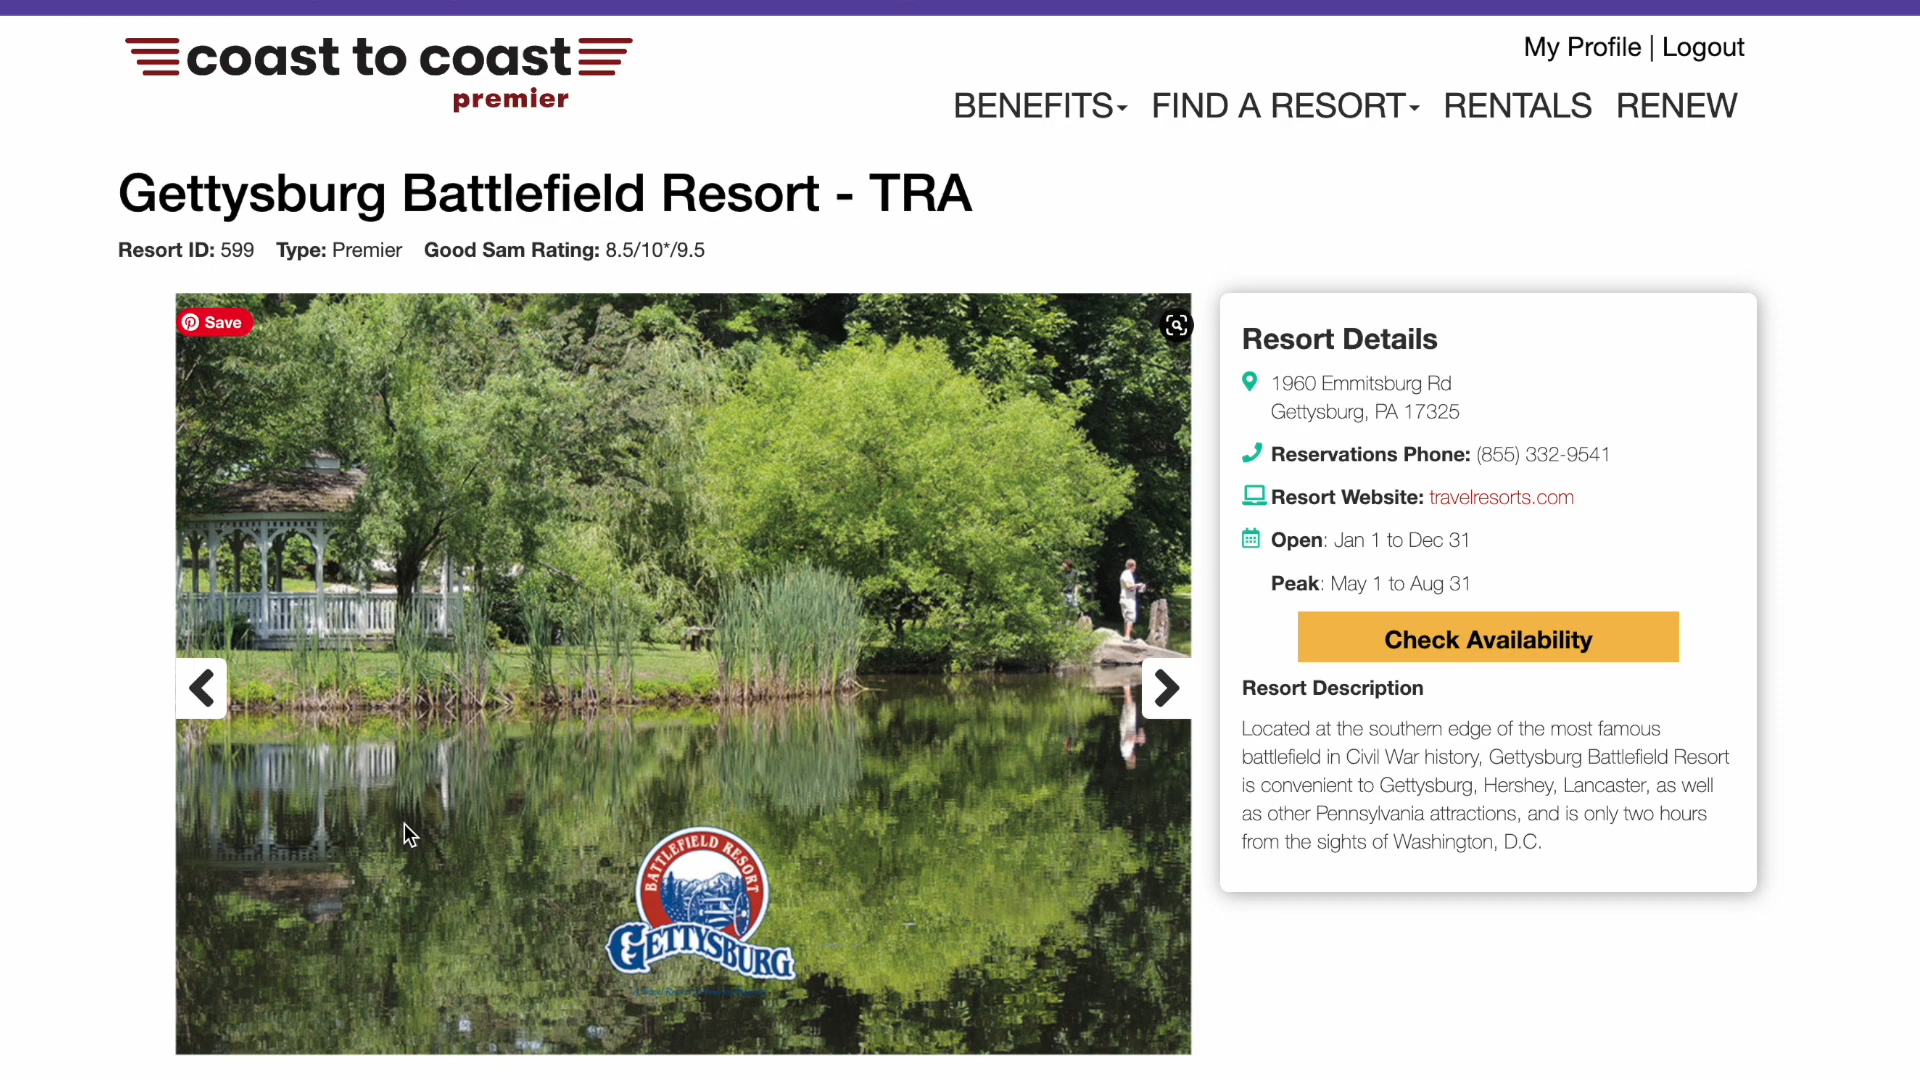 coast to coast
premier
My Profile | Logout
BENEFITS FIND A RESORT RENTALS RENEW
Gettysburg Battlefield Resort - TRA
Resort ID: 599 Type: Premier Good Sam Rating: 8.5/10*/9.5
Save
BATTLEFIELD RESORT
GETTYSBURG
Resort Details
1960 Emmitsburg Rd
Gettysburg, PA 17325
Reservations Phone: (855) 332-9541
Resort Website: travelresorts.com
Open: Jan 1 to Dec 31
Peak: May 1 to Aug 31
Check Availability
Resort Description
Located at the southern edge of the most famous
battlefield in Civil War history, Gettysburg Battlefield Resort
is convenient to Gettysburg, Hershey, Lancaster, as well
as other Pennsylvania attractions, and is only two hours
from the sights of Washington, D.C.